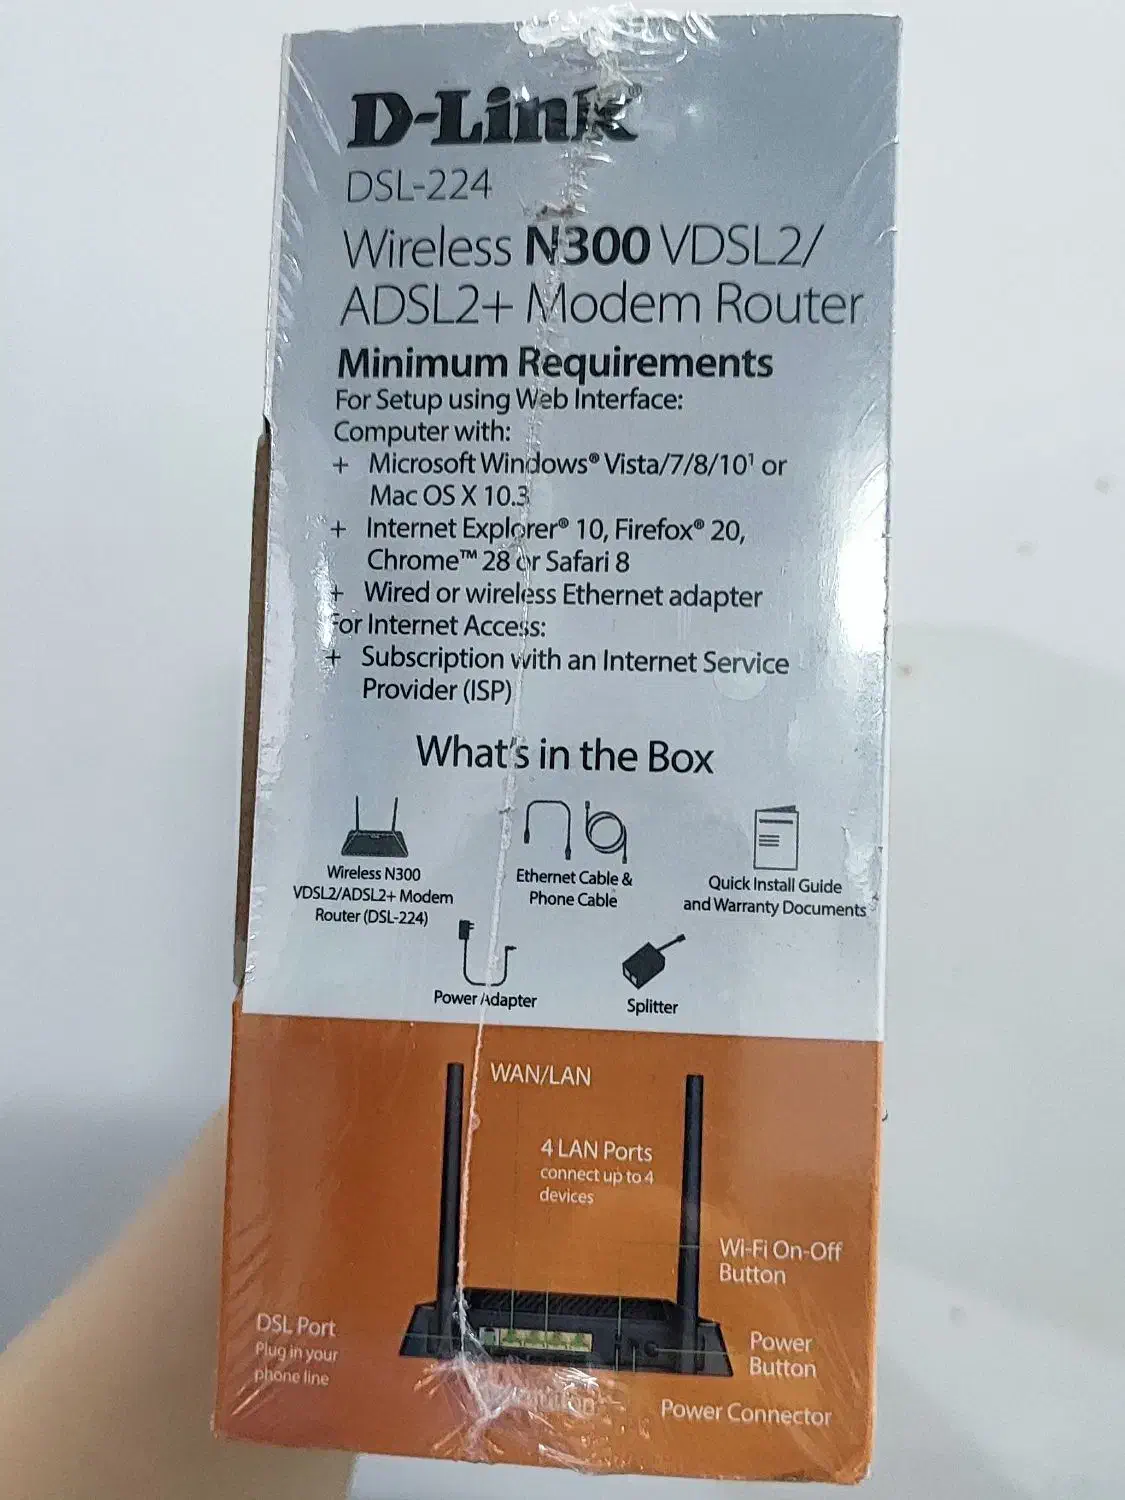 D-Link®
DSL-224
Wireless N300 VDSL2/
ADSL2+ Modem Router
Minimum Requirements
For Setup using Web Interface:
Computer with:
+ Microsoft Windows® Vista/7/8/10¹ or
Mac OS X 10.3
+ Internet Explorer® 10, Firefox® 20,
Chrome™ 28 or Safari 8
+ Wired or wireless Ethernet adapter
For Internet Access:
+ Subscription with an Internet Service
Provider (ISP)
What's in the Box
Wireless N300
VDSL2/ADSL2+ Modem
Router (DSL-224)
Ethernet Cable &
Phone Cable
Quick Install Guide
and Warranty Documents
Power Adapter
Splitter
WAN/LAN
4 LAN Ports
connect up to 4
devices
Wi-Fi On-Off
Button
DSL Port
Plug in your
phone line
Power
Button
Power Connector